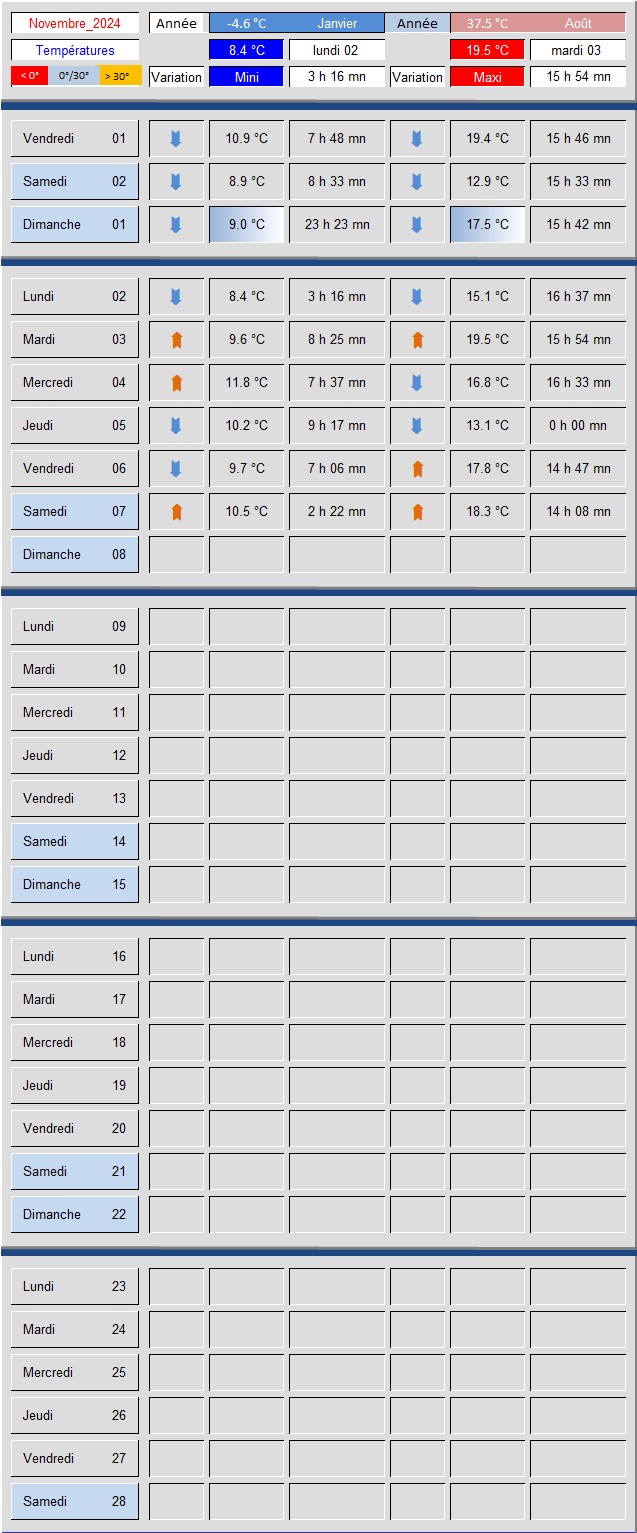 Novembre_2024 Année -4.6 °C Janvier Année 37.5 °C Août
Températures 8.4 °C lundi 02 19.5 °C mardi 03
< 0° 0°/30° > 30° Variation Mini 3 h 16 mn Variation Maxi 15 h 54 mn
Vendredi 01 10.9 °C 7 h 48 mn 19.4 °C 15 h 46 mn
Samedi 02 8.9 °C 8 h 33 mn 12.9 °C 15 h 33 mn
Dimanche 01 9.0 °C 23 h 23 mn 17.5 °C 15 h 42 mn
Lundi 02 8.4 °C 3 h 16 mn 15.1 °C 16 h 37 mn
Mardi 03 9.6 °C 8 h 25 mn 19.5 °C 15 h 54 mn
Mercredi 04 11.8 °C 7 h 37 mn 16.8 °C 16 h 33 mn
Jeudi 05 10.2 °C 9 h 17 mn 13.1 °C 0 h 00 mn
Vendredi 06 9.7 °C 7 h 06 mn 17.8 °C 14 h 47 mn
Samedi 07 10.5 °C 2 h 22 mn 18.3 °C 14 h 08 mn
Dimanche 08
Lundi 09
Mardi 10
Mercredi 11
Jeudi 12
Vendredi 13
Samedi 14
Dimanche 15
Lundi 16
Mardi 17
Mercredi 18
Jeudi 19
Vendredi 20
Samedi 21
Dimanche 22
Lundi 23
Mardi 24
Mercredi 25
Jeudi 26
Vendredi 27
Samedi 28